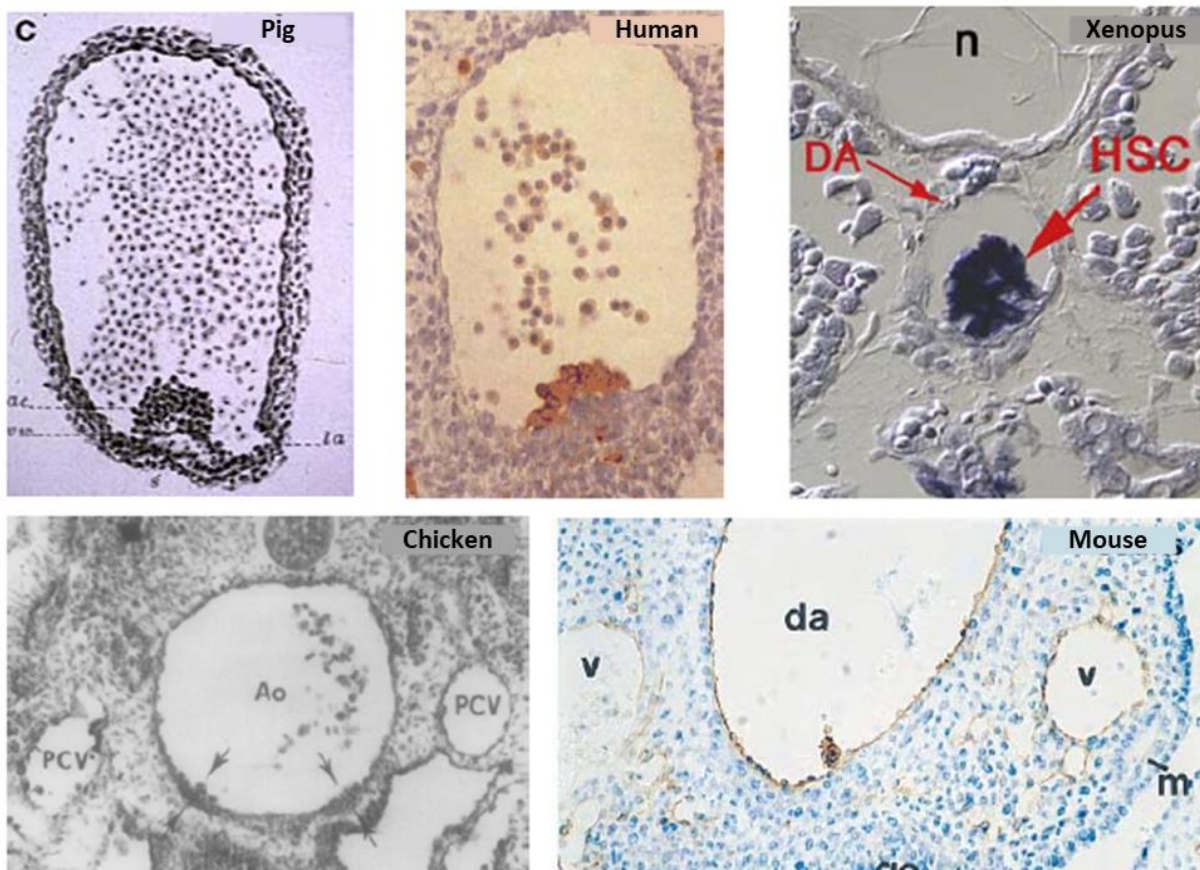 C
Pig
ac
la
s
Human
n
Xenopus
DA
HSC
Chicken
Ao
PCV
PCV
Mouse
da
v
v
m